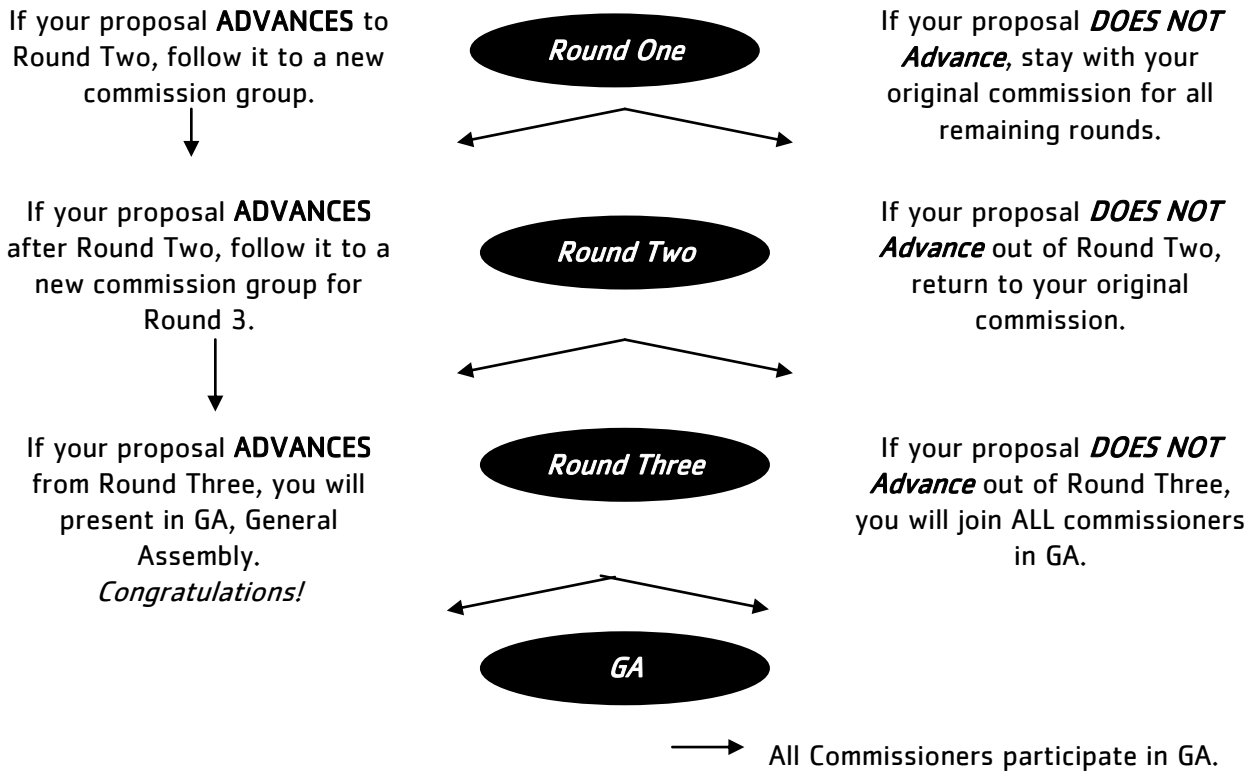 If your proposal ADVANCES to
Round Two, follow it to a new
commission group.
Round One
If your proposal DOES NOT
Advance, stay with your
original commission for all
remaining rounds.
If your proposal ADVANCES
after Round Two, follow it to a
new commission group for
Round 3.
Round Two
If your proposal DOES NOT
Advance out of Round Two,
return to your original
commission.
If your proposal ADVANCES
from Round Three, you will
present in GA, General
Assembly.
Congratulations!
Round Three
If your proposal DOES NOT
Advance out of Round Three,
you will join ALL commissioners
in GA.
GA
All Commissioners participate in GA.